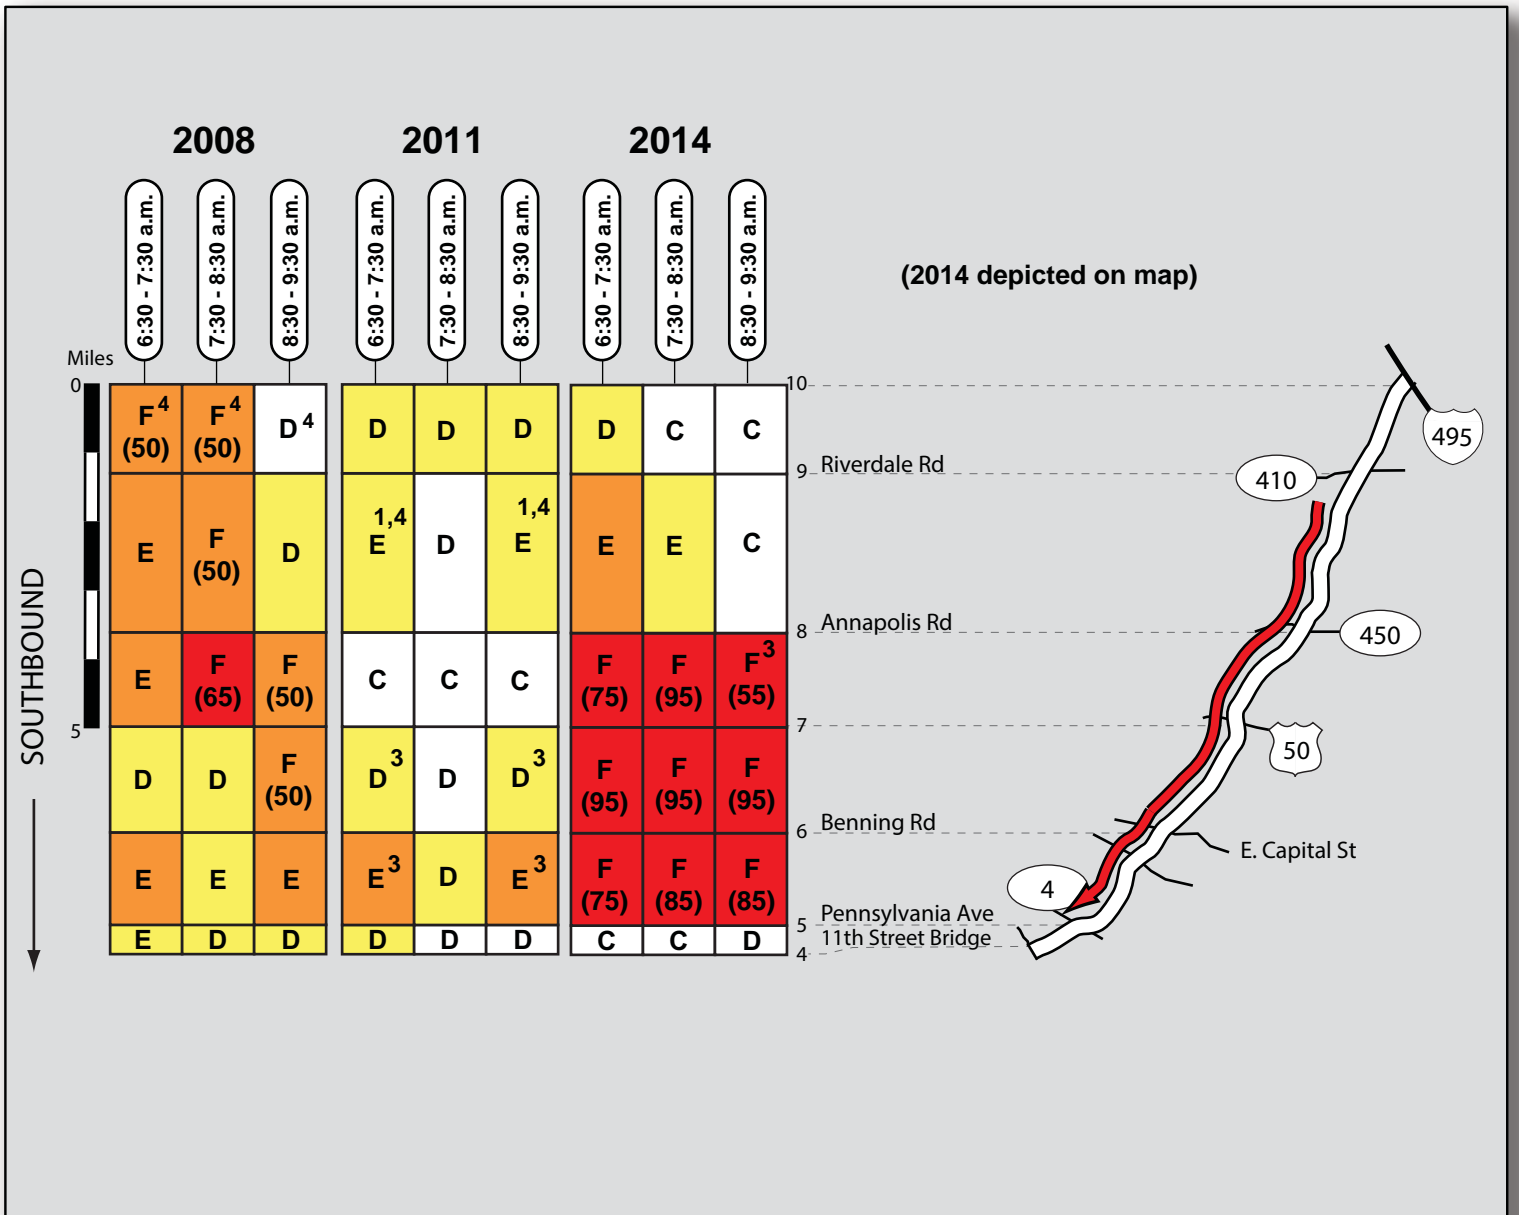 2008 2011 2014
6:30 - 7:30 a.m. 7:30 - 8:30 a.m. 8:30 - 9:30 a.m. 6:30 - 7:30 a.m. 7:30 - 8:30 a.m. 8:30 - 9:30 a.m. 6:30 - 7:30 a.m. 7:30 - 8:30 a.m. 8:30 - 9:30 a.m.
(2014 depicted on map)
Miles
0 10
F4 F4 D4 D D D D C C
(50) (50)
495
9 Riverdale Rd
410
E F D 1,4 E D 1,4 E E E C
(50)
8 Annapolis Rd
450
E F F C C C F F F3
(65) (50) (75) (95) (55)
5 7
50
SOUTHBOUND
D D F D3 D D3 F F F
(50) (95) (95) (95)
6 Benning Rd
E. Capital St
E E E E3 D E3 F F F
(75) (85) (85)
4
5 Pennsylvania Ave
E D D D D D C C D
4 11th Street Bridge